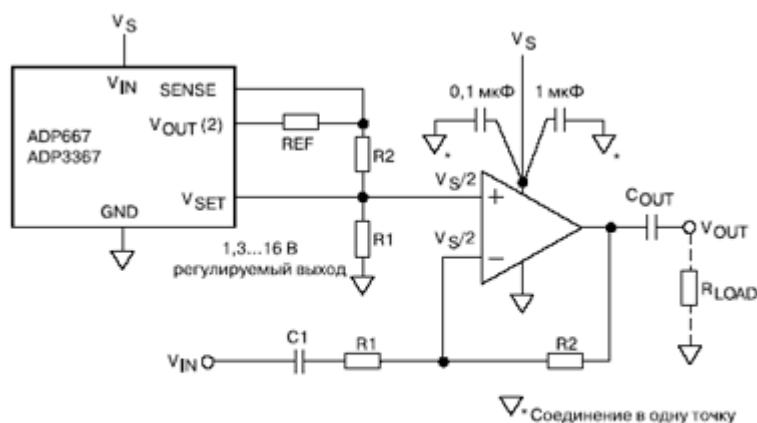 VS
VIN
SENSE
VOUT (2)
REF
ADP667
ADP3367
R2
VSET
GND
R1
1,3...16 В
регулируемый выход
VS
0,1 мкФ
1 мкФ
*
*
VS/2
+
VS/2
−
COUT
VOUT
RLOAD
VIN
C1
R1
R2
* Соединение в одну точку